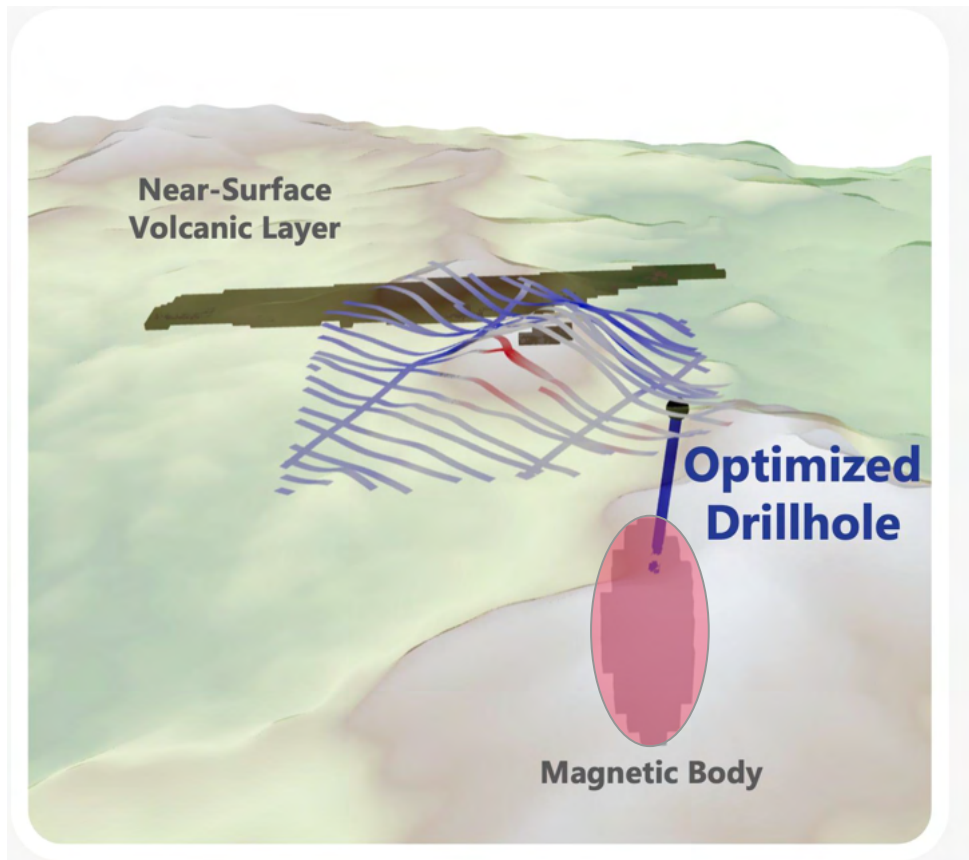 Near-Surface
Volcanic Layer
Optimized
Drillhole
Magnetic Body